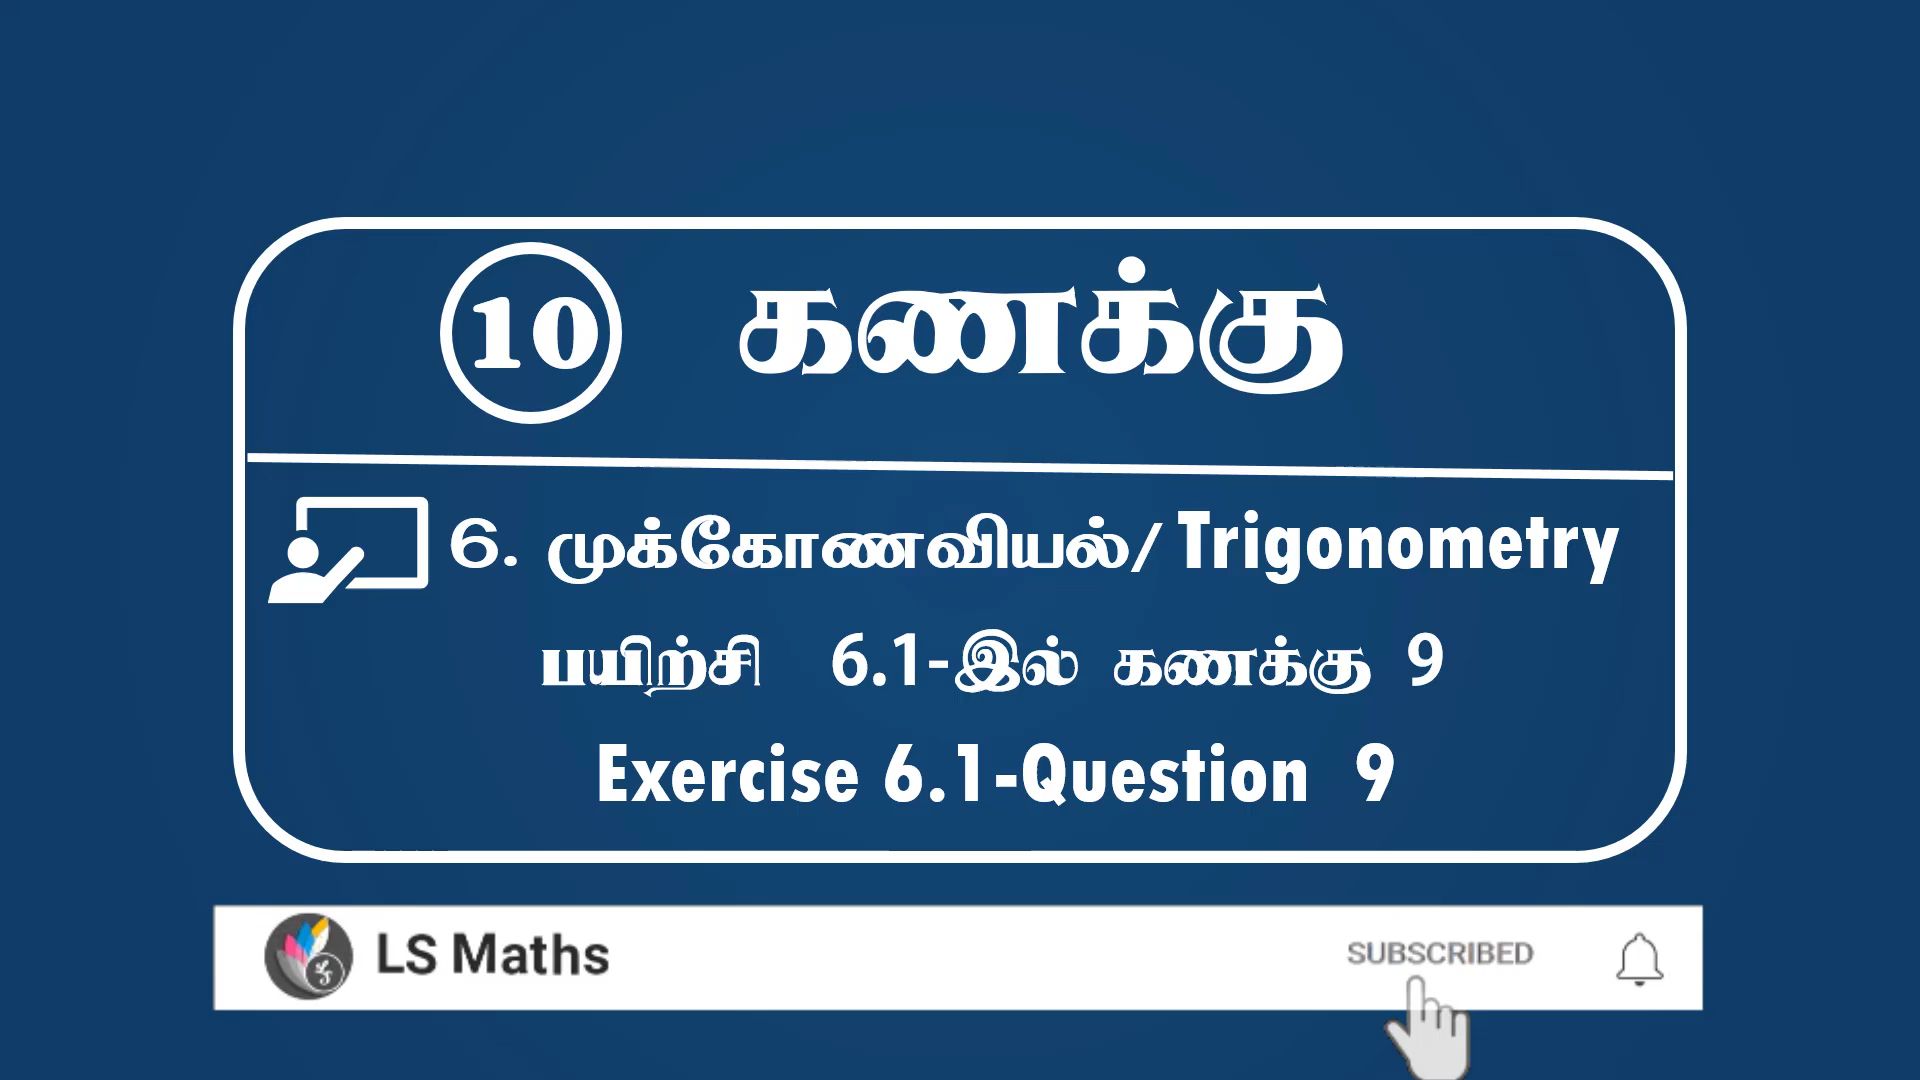 10 கணக்கு
6. முக்கோணவியல்/ Trigonometry
பயிற்சி 6.1-இல் கணக்கு 9
Exercise 6.1-Question 9
LS Maths SUBSCRIBED